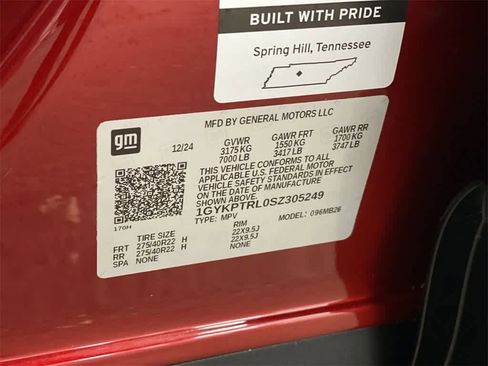 BUILT WITH PRIDE
Spring Hill, Tennessee
MFD BY GENERAL MOTORS LLC
gm 12/24 GVWR GAWR FRT GAWR RR
3175 KG 1550 KG 1700 KG
7000 LB 3417 LB 3747 LB
THIS VEHICLE CONFORMS TO ALL APPLICABLE
U.S. FEDERAL MOTOR
VEHICLE SAFETY STANDARDS IN EFFECT
ON THE DATE OF MANUFACTURE
SHOWN ABOVE.
1GYKPTRL0SZ305249
TYPE: MPV MODEL: 096MB26
170H
TIRE SIZE RIM
FRT 275/40R22 H 22X9.5J
RR 275/40R22 H 22X9.5J
SPA NONE NONE